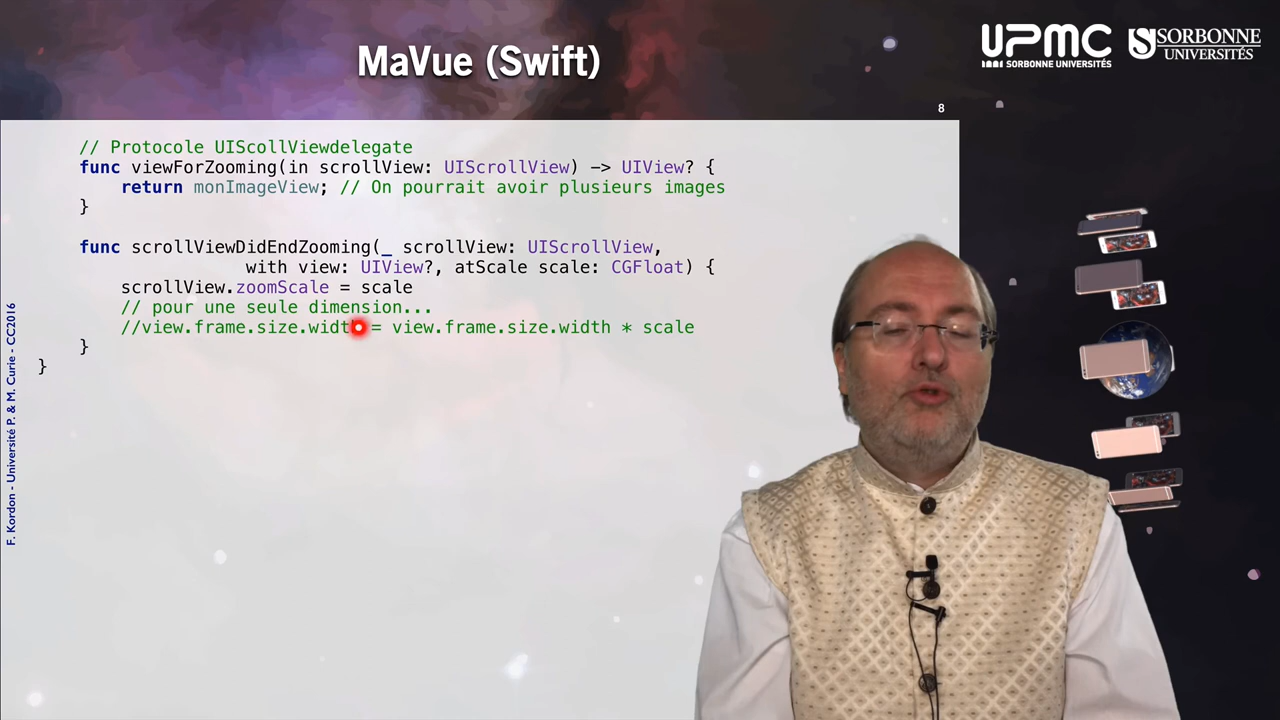 MaVue (Swift)
UPMC
SORBONNE UNIVERSITÉS
SORBONNE
UNIVERSITÉS
8
// Protocole UIScollViewdelegate
func viewForZooming(in scrollView: UIScrollView) -> UIView? {
return monImageView; // On pourrait avoir plusieurs images
}
func scrollViewDidEndZooming(_ scrollView: UIScrollView,
with view: UIView?, atScale scale: CGFloat) {
scrollView.zoomScale = scale
// pour une seule dimension...
//view.frame.size.width = view.frame.size.width * scale
}
}
F. Kordon - Université P. & M. Curie - CC2016